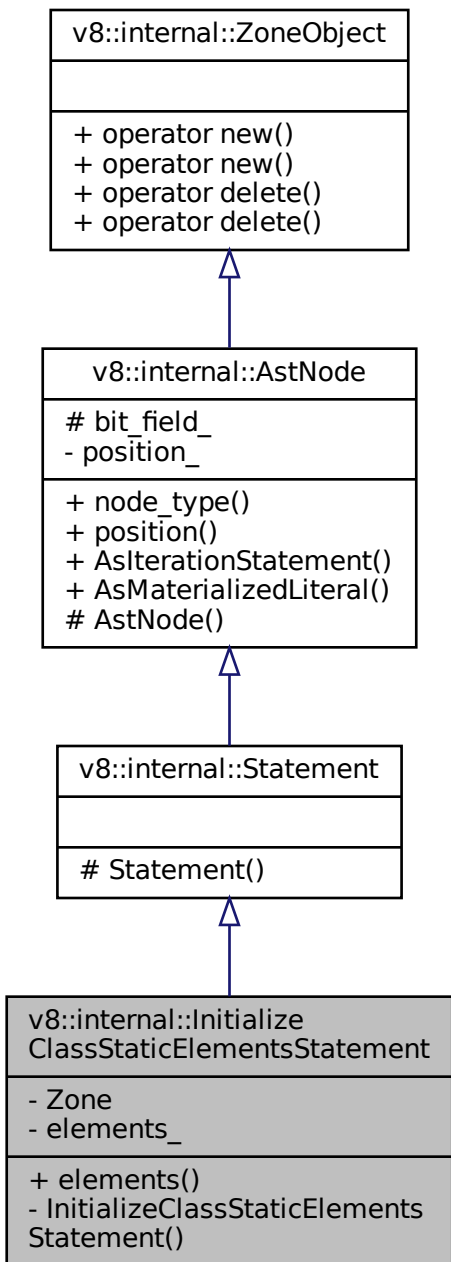 v8::internal::ZoneObject
+ operator new()
+ operator new()
+ operator delete()
+ operator delete()
v8::internal::AstNode
# bit_field_
- position_
+ node_type()
+ position()
+ AsIterationStatement()
+ AsMaterializedLiteral()
# AstNode()
v8::internal::Statement
# Statement()
v8::internal::Initialize
ClassStaticElementsStatement
- Zone
- elements_
+ elements()
- InitializeClassStaticElements
Statement()